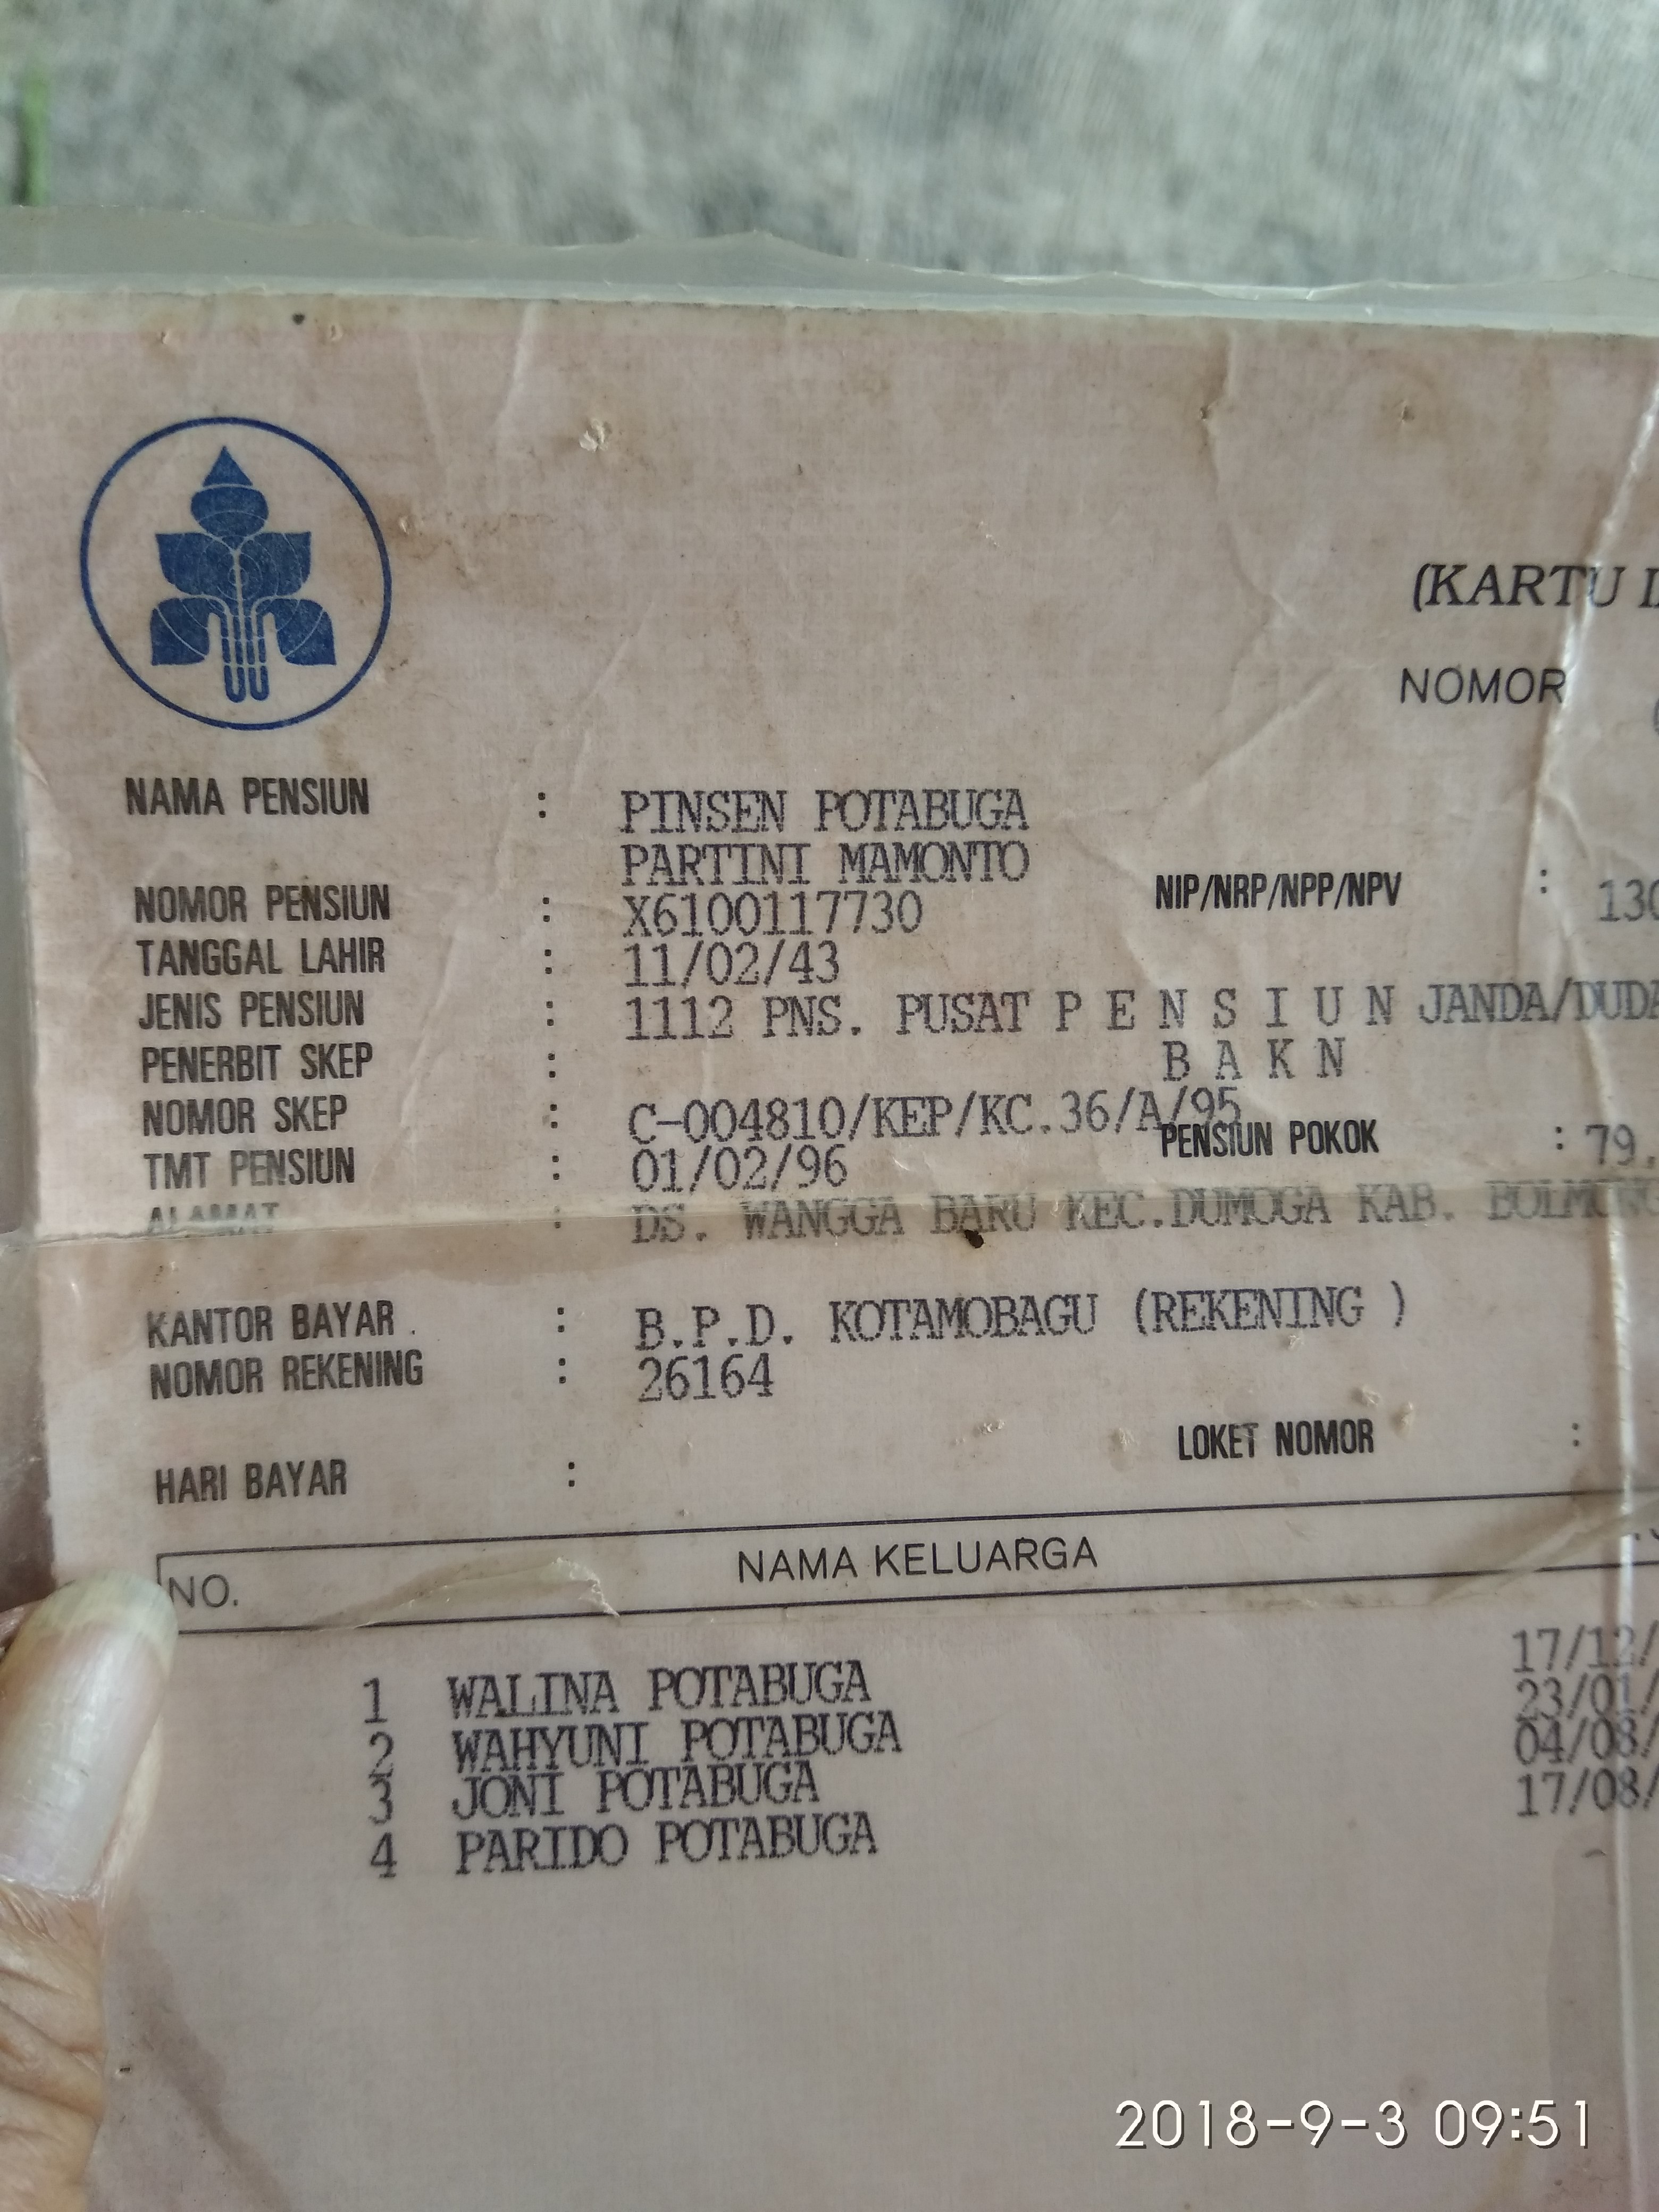 (KARTU
NOMOR
NAMA PENSIUN : PINSEN POTABUGA
PARTINI MAMONTO
NOMOR PENSIUN : X6100117730 NIP/NRP/NPP/NPV : 130
TANGGAL LAHIR : 11/02/43
JENIS PENSIUN : 1112 PNS. PUSAT P E N S I U N JANDA/DUDA
PENERBIT SKEP : B A K N
NOMOR SKEP : C-004810/KEP/KC.36/A/95
PENSIUN POKOK : 79.
TMT PENSIUN : 01/02/96
ALAMAT : DS. WANGGA BARU KEC.DUMOGA KAB.
KANTOR BAYAR : B.P.D. KOTAMOBAGU (REKENING )
NOMOR REKENING : 26164
LOKET NOMOR :
HARI BAYAR :
NO. NAMA KELUARGA
1 WALINA POTABUGA 17/12/
2 WAHYUNI POTABUGA 23/01/
3 JONI POTABUGA 04/08/
4 PARIDO POTABUGA 17/08/
2018-9-3 09:51